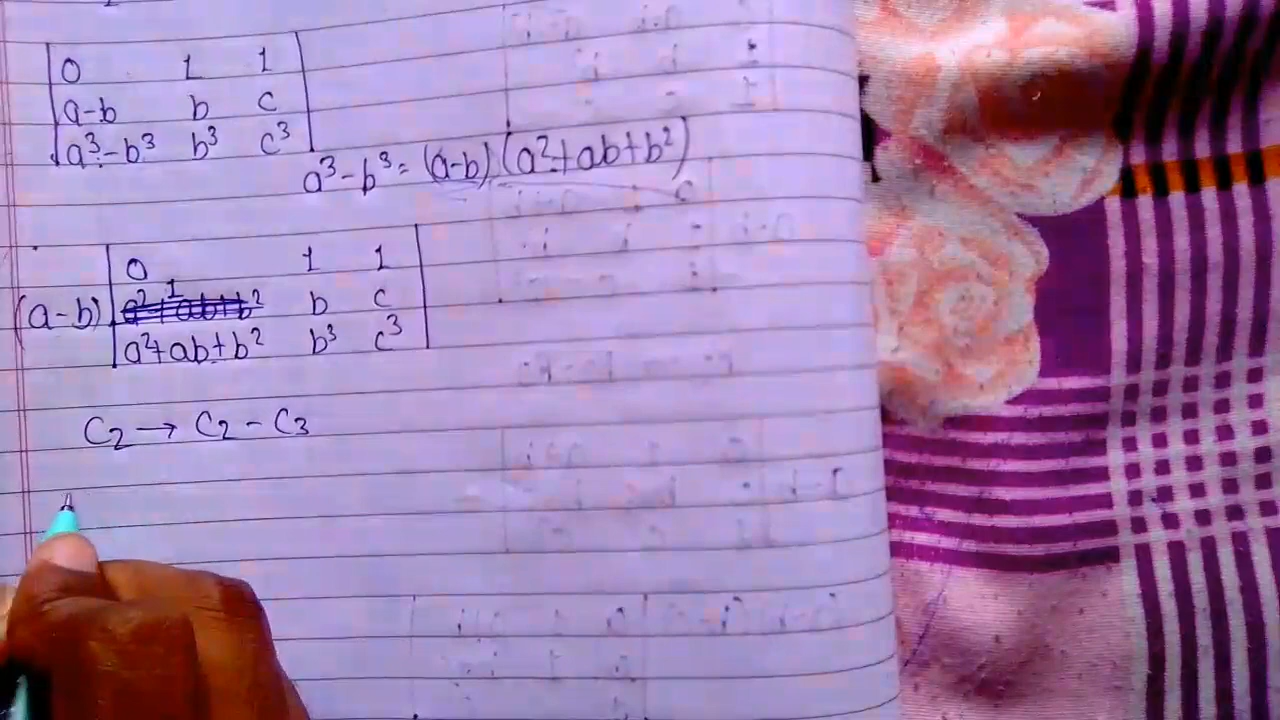 0 1 1
a-b b c
a³-b³ b³ c³
a³-b³=(a-b)(a²+ab+b²)
0 1 1
(a-b) 1 b c
a²+ab+b² b³ c³
C₂→C₂-C₃